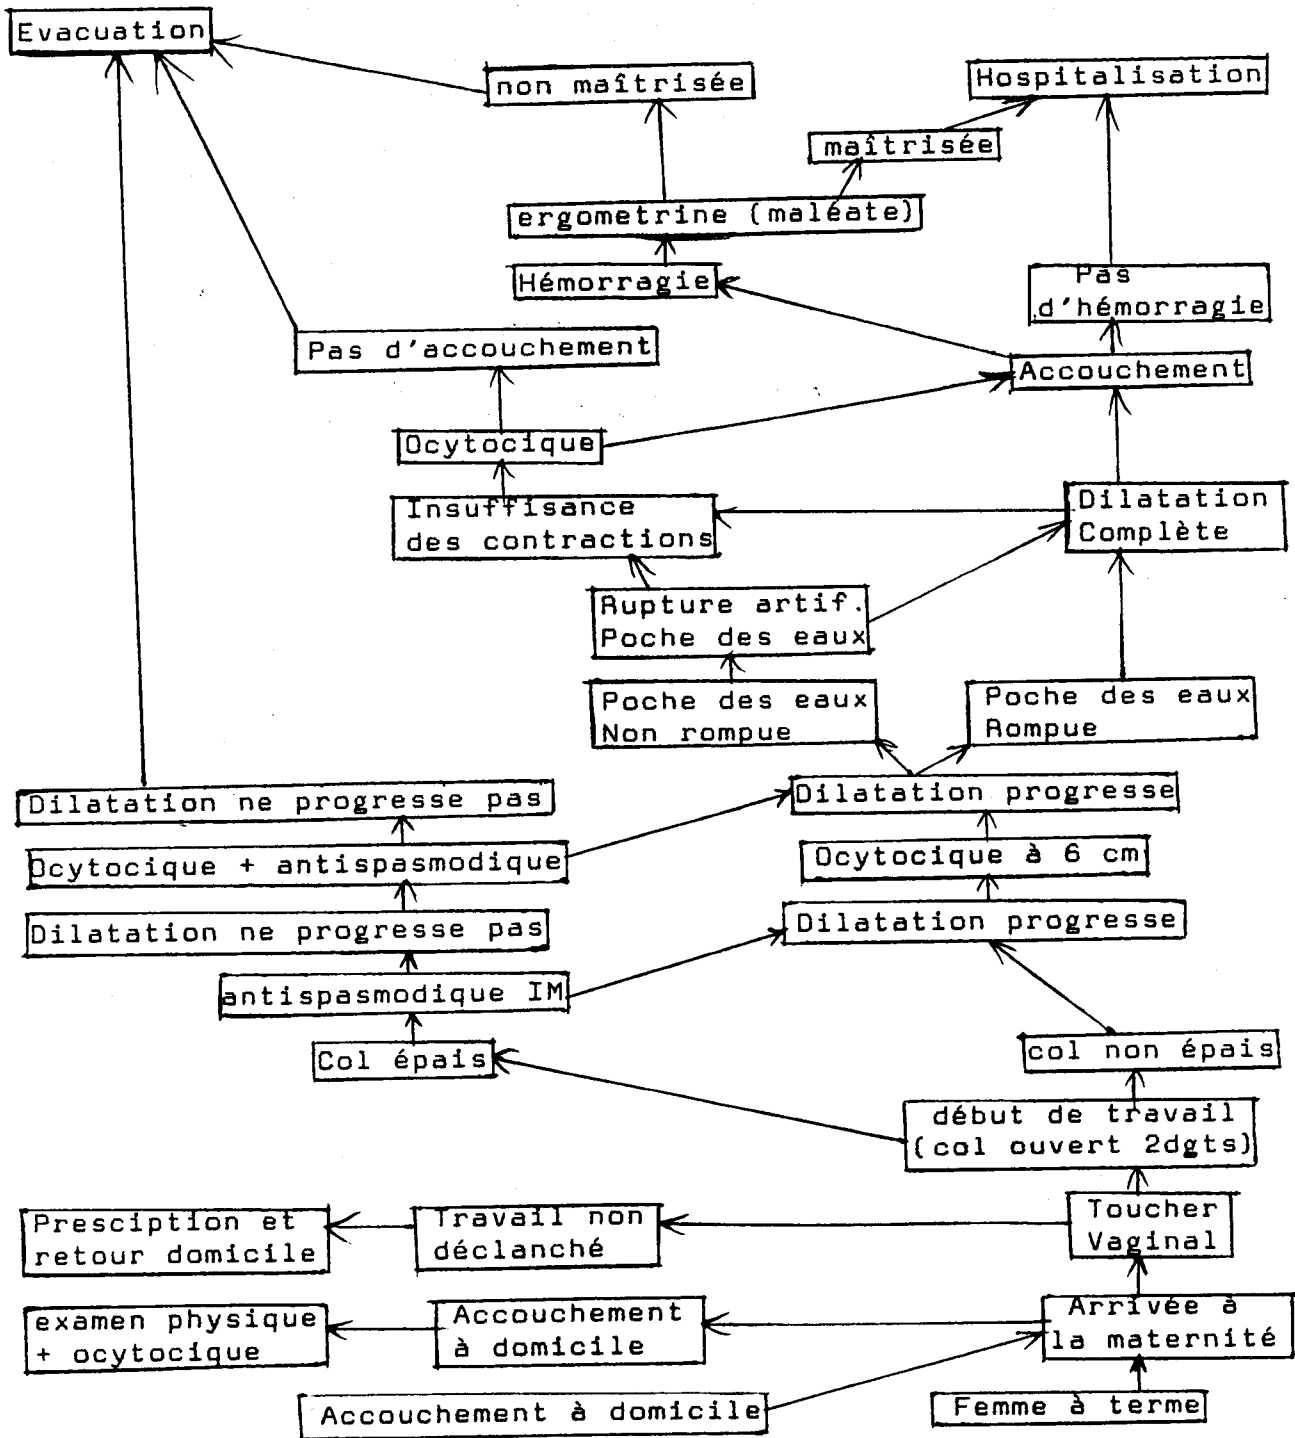 Evacuation
non maîtrisée
Hospitalisation
maîtrisée
ergometrine (maléate)
Hémorragie
Pas
d'hémorragie
Pas d'accouchement
Accouchement
Ocytocique
Insuffisance
des contractions
Dilatation
Complète
Rupture artif.
Poche des eaux
Poche des eaux
Non rompue
Poche des eaux
Rompue
Dilatation ne progresse pas
Dilatation progresse
Ocytocique + antispasmodique
Ocytocique à 6 cm
Dilatation ne progresse pas
Dilatation progresse
antispasmodique IM
Col épais
col non épais
début de travail
(col ouvert 2dgts)
Presciption et
retour domicile
Travail non
déclanché
Toucher
Vaginal
examen physique
+ ocytocique
Accouchement
à domicile
Arrivée à
la maternité
Accouchement à domicile
Femme à terme